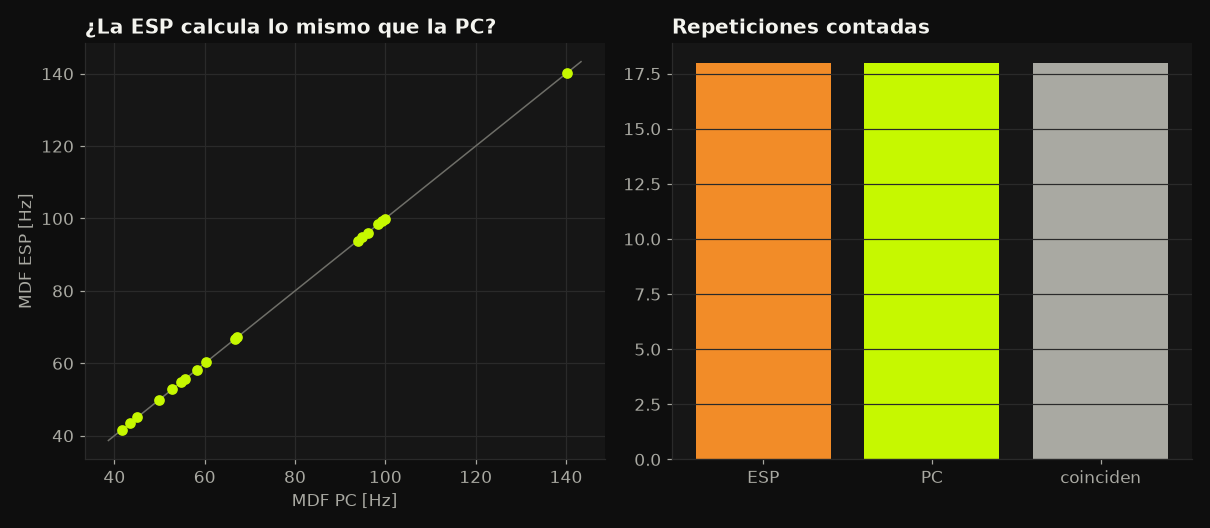 ¿La ESP calcula lo mismo que la PC?
140
120
100
80
60
40
MDF ESP [Hz]
40 60 80 100 120 140
MDF PC [Hz]
Repeticiones contadas
17.5
15.0
12.5
10.0
7.5
5.0
2.5
0.0
ESP PC coinciden